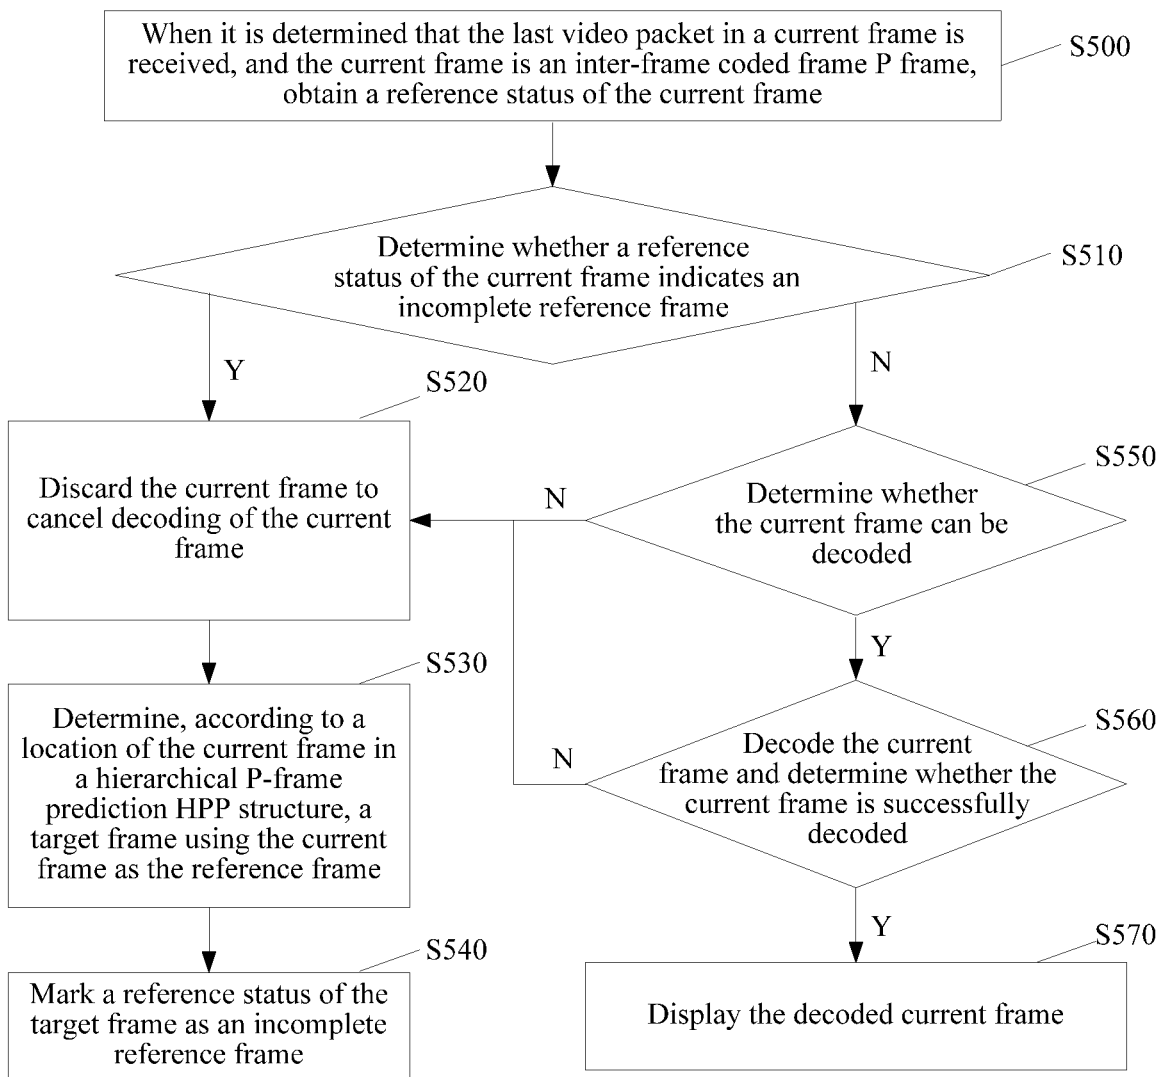 When it is determined that the last video packet in a current frame is
received, and the current frame is an inter-frame coded frame P frame,
obtain a reference status of the current frame
S500
Determine whether a reference
status of the current frame indicates an
incomplete reference frame
S510
Y
N
S520
Discard the current frame to
cancel decoding of the current
frame
S550
Determine whether
the current frame can be
decoded
N
Y
S530
Determine, according to a
location of the current frame in
a hierarchical P-frame
prediction HPP structure, a
target frame using the current
frame as the reference frame
S560
Decode the current
frame and determine whether the
current frame is successfully
decoded
N
Y
S540
Mark a reference status of the
target frame as an incomplete
reference frame
S570
Display the decoded current frame